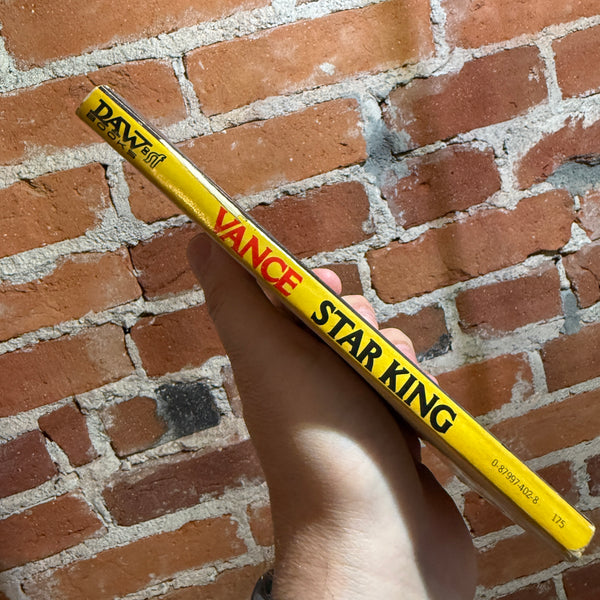 DAW sf
BOOKS
VANCE
STAR KING
0-87997-402-8
175